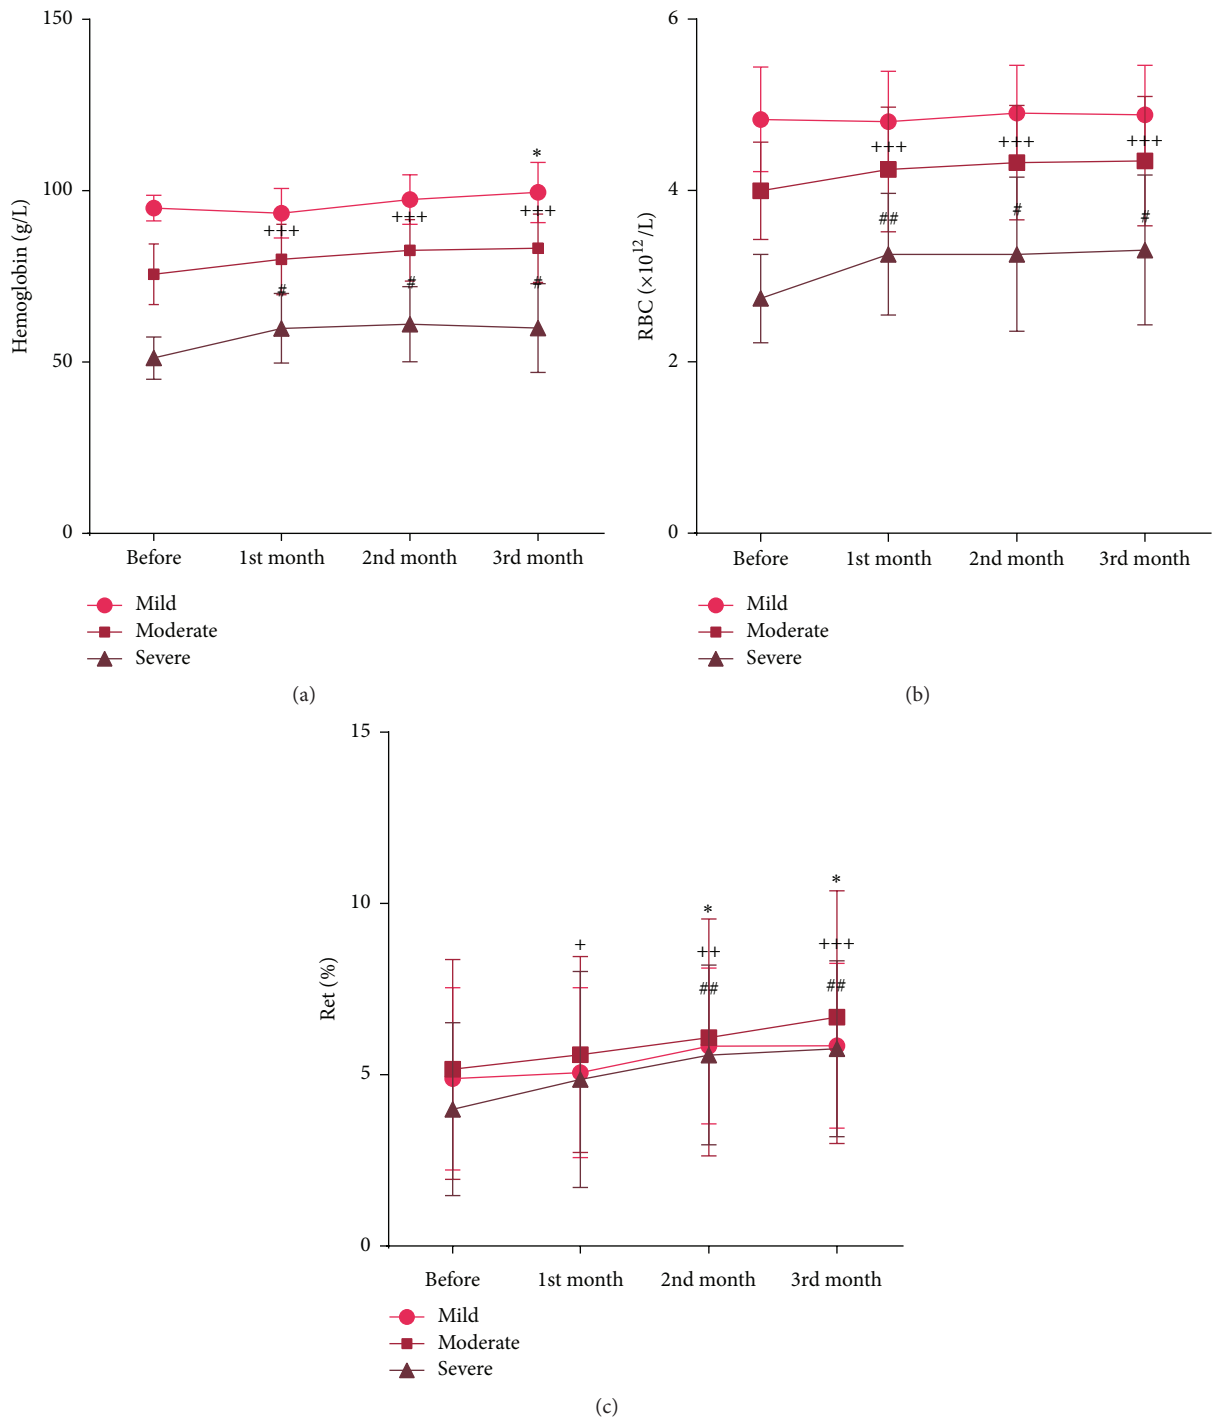 150
100
50
0
Hemoglobin (g/L)
*
+++
+++
+++
#
#
#
Before
1st month
2nd month
3rd month
Mild
Moderate
Severe
(a)
6
4
2
0
RBC (×10¹²/L)
+++
+++
+++
##
#
#
Before
1st month
2nd month
3rd month
Mild
Moderate
Severe
(b)
15
10
5
0
Ret (%)
*
*
+
++
+++
##
##
Before
1st month
2nd month
3rd month
Mild
Moderate
Severe
(c)